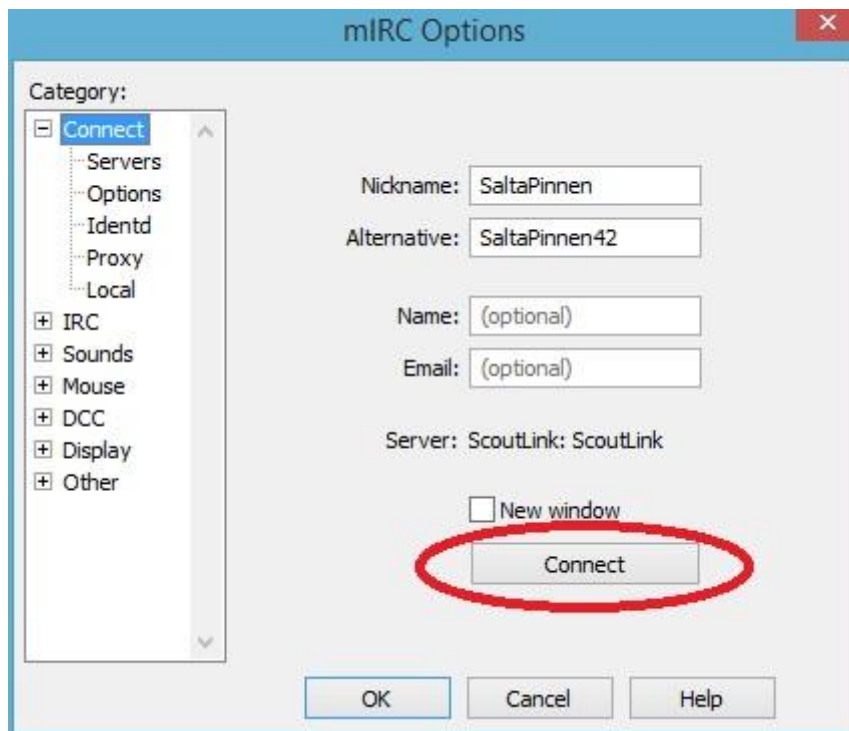 mIRC Options
Category:
Connect
Servers
Options
Identd
Proxy
Local
IRC
Sounds
Mouse
DCC
Display
Other
Nickname: SaltaPinnen
Alternative: SaltaPinnen42
Name: (optional)
Email: (optional)
Server: ScoutLink: ScoutLink
New window
Connect
OK Cancel Help